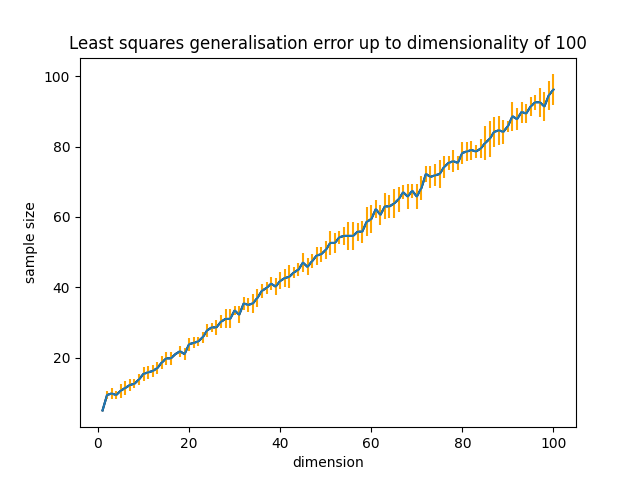 Least squares generalisation error up to dimensionality of 100
100
80
60
40
20
sample size
0 20 40 60 80 100
dimension